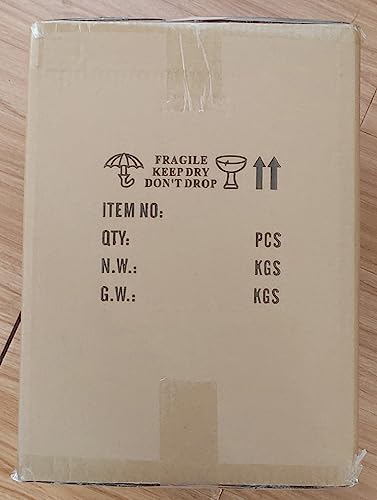 FRAGILE
KEEP DRY
DON'T DROP
ITEM NO:
QTY: PCS
N.W.: KGS
G.W.: KGS